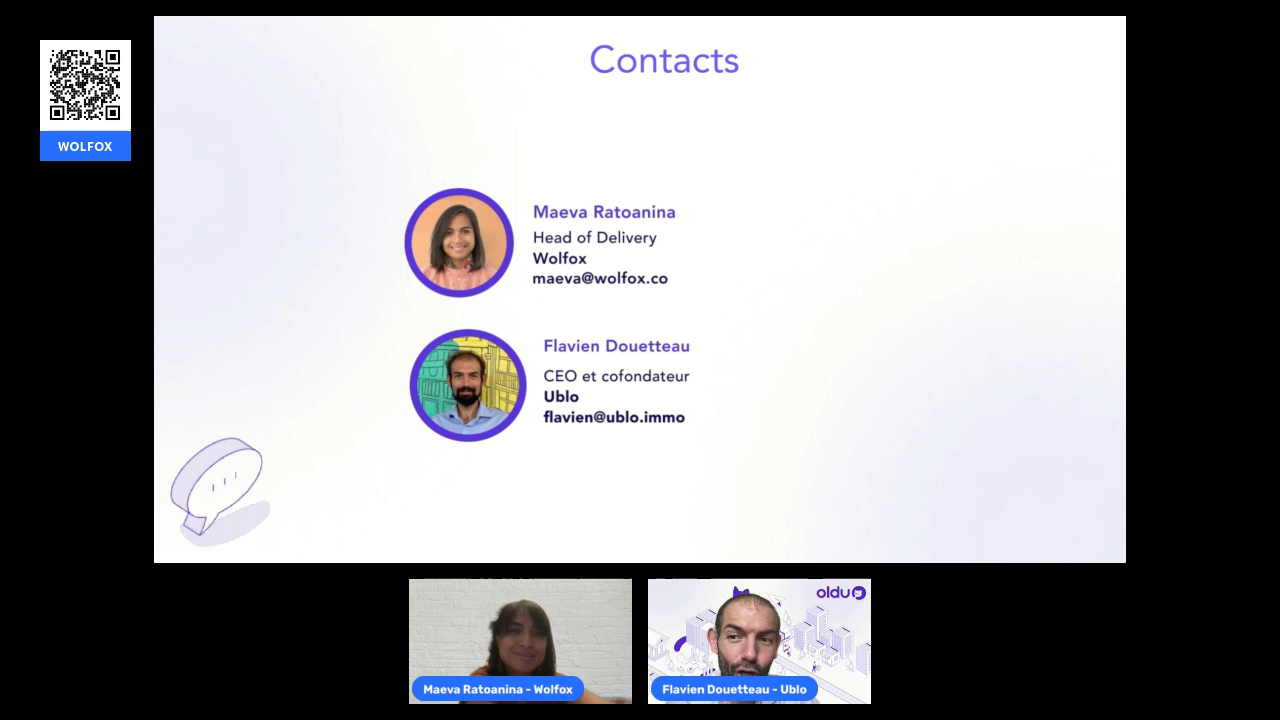 Contacts
WOLFOX
Maeva Ratoanina
Head of Delivery
Wolfox
maeva@wolfox.co
Flavien Douetteau
CEO et cofondateur
Ublo
flavien@ublo.immo
oldu
Maeva Ratoanina - Wolfox
Flavien Douetteau - Ublo